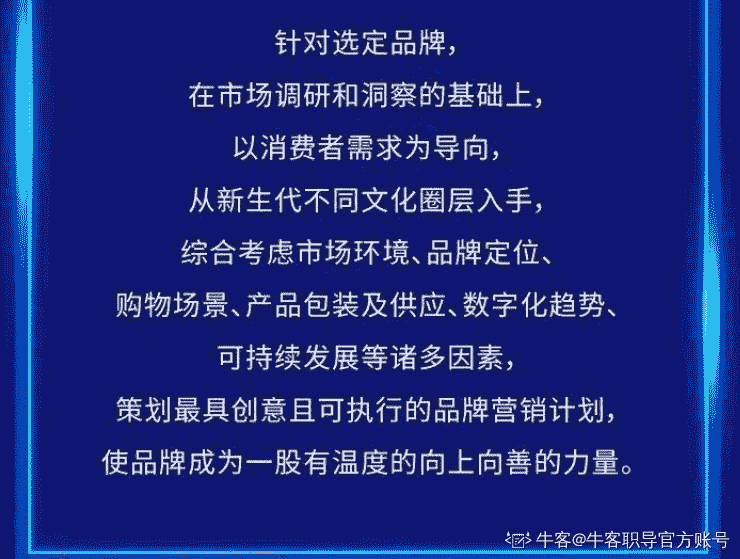 针对选定品牌，
在市场调研和洞察的基础上，
以消费者需求为导向，
从新生代不同文化圈层入手，
综合考虑市场环境、品牌定位、
购物场景、产品包装及供应、数字化趋势、
可持续发展等诸多因素，
策划最具创意且可执行的品牌营销计划，
使品牌成为一股有温度的向上向善的力量。
牛客@牛客职导官方账号